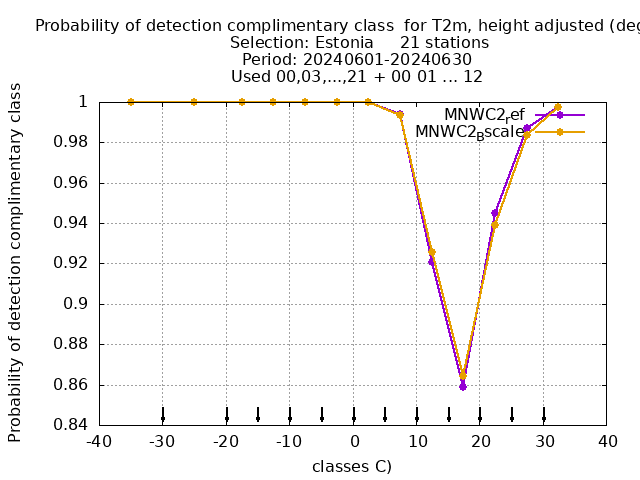 Probability of detection complimentary class  for T2m, height adjusted (deg
Selection: Estonia     21 stations
Period: 20240601-20240630
Used 00,03,...,21 + 00 01 ... 12
Probability of detection complimentary class
1
0.98
0.96
0.94
0.92
0.9
0.88
0.86
0.84
MNWC2ref
MNWC2Bscale
-40
-30
-20
-10
0
10
20
30
40
classes C)